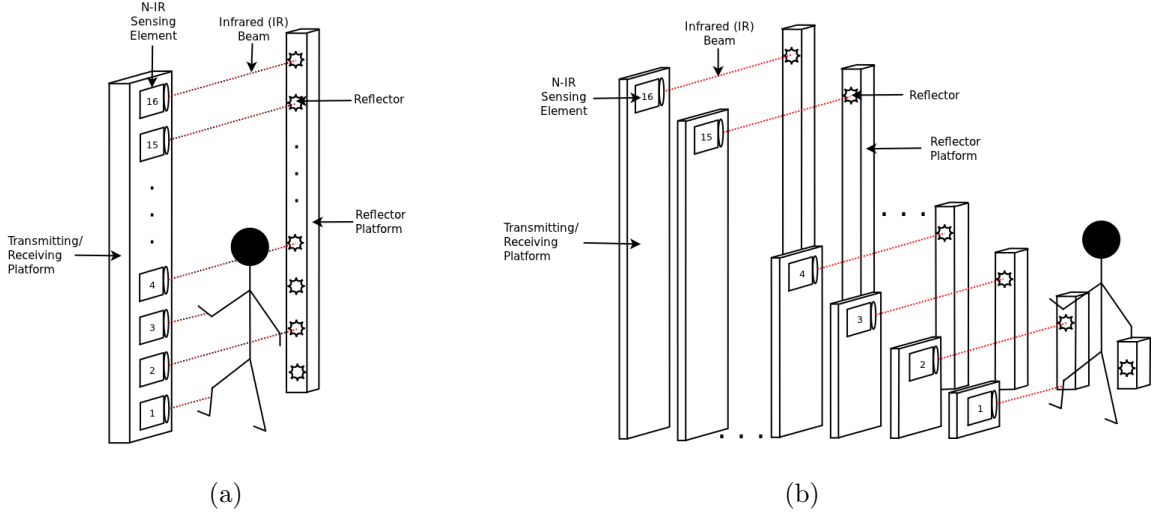 N-IR
Sensing
Element
Infrared (IR)
Beam
16
15
Reflector
Reflector
Platform
Transmitting/
Receiving
Platform
4
3
2
1
(a)
Infrared (IR)
Beam
N-IR
Sensing
Element
16
15
Reflector
Reflector
Platform
Transmitting/
Receiving
Platform
4
3
2
1
(b)